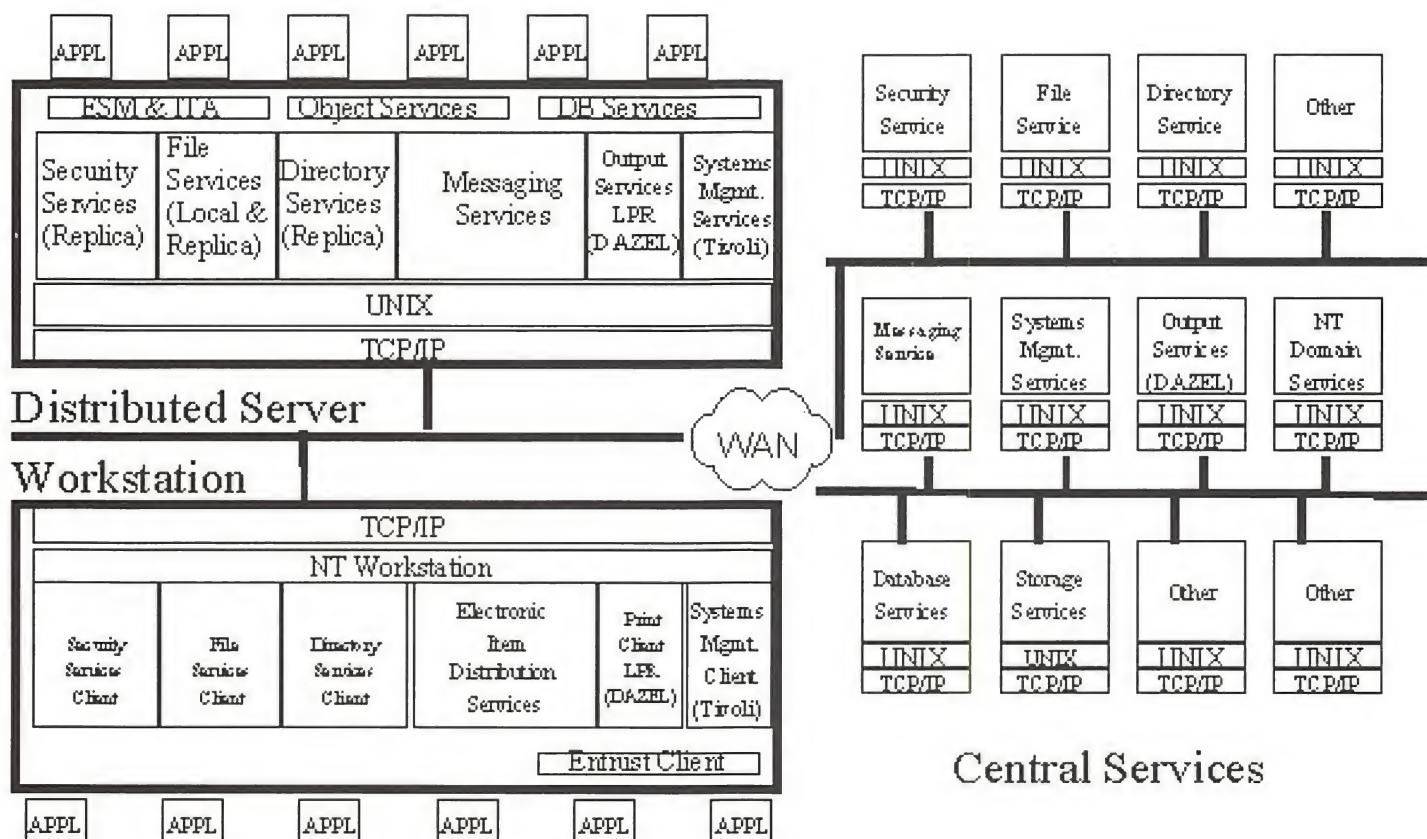 APPL APPL APPL APPL APPL APPL
ESM & ITA Object Services DB Services
Security
Services
(Replica)
File
Services
(Local &
Replica)
Directory
Services
(Replica)
Messaging
Services
Output
Services
LPR
(DAZEL)
Systems
Mgmt.
Services
(Tivoli)
UNIX
TCP/IP
Distributed Server
WAN
Workstation
TCP/IP
NT Workstation
Security
Services
Client
File
Services
Client
Directory
Services
Client
Electronic
Item
Distribution
Services
Print
Client
LPR
(DAZEL)
Systems
Mgmt.
Client
(Tivoli)
Entrust Client
APPL APPL APPL APPL APPL APPL
Security
Service
UNIX
TCP/IP
File
Service
UNIX
TCP/IP
Directory
Service
UNIX
TCP/IP
Other
UNIX
TCP/IP
Messaging
Service
UNIX
TCP/IP
Systems
Mgmt.
Services
UNIX
TCP/IP
Output
Services
(DAZEL)
UNIX
TCP/IP
NT
Domain
Services
UNIX
TCP/IP
Database
Services
UNIX
TCP/IP
Storage
Services
UNIX
TCP/IP
Other
UNIX
TCP/IP
Other
UNIX
TCP/IP
Central Services